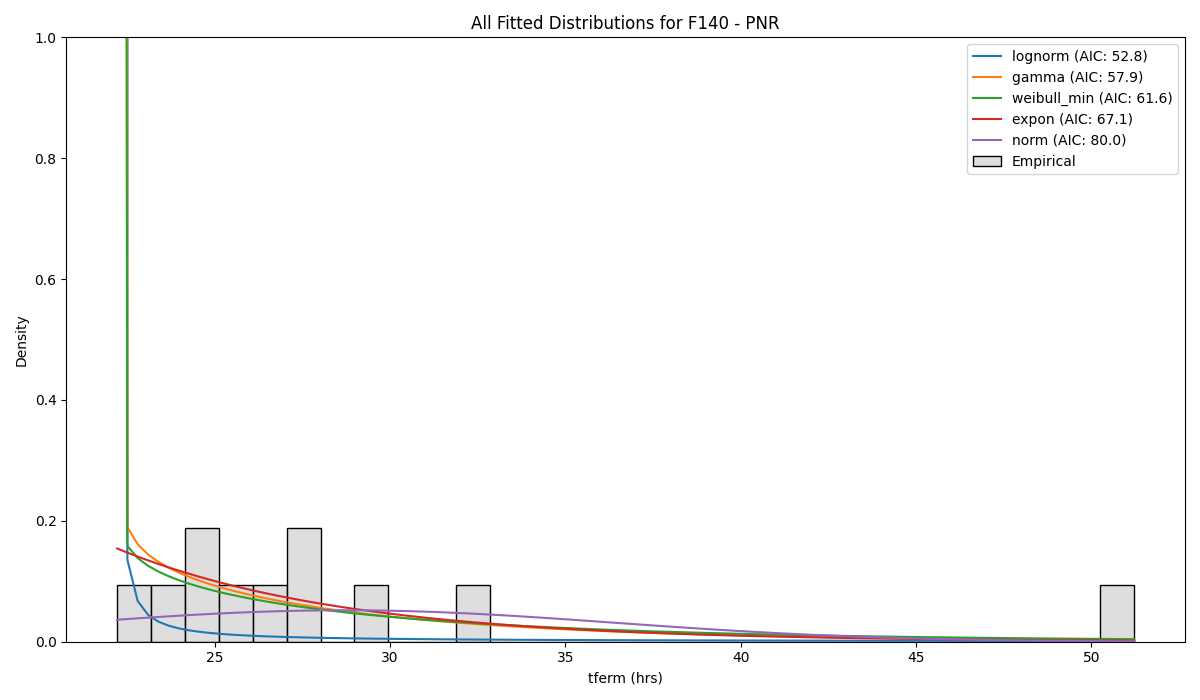 All Fitted Distributions for F140 - PNR
1.0
0.8
0.6
0.4
0.2
0.0
Density
lognorm (AIC: 52.8)
gamma (AIC: 57.9)
weibull_min (AIC: 61.6)
expon (AIC: 67.1)
norm (AIC: 80.0)
Empirical
25 30 35 40 45 50
tferm (hrs)